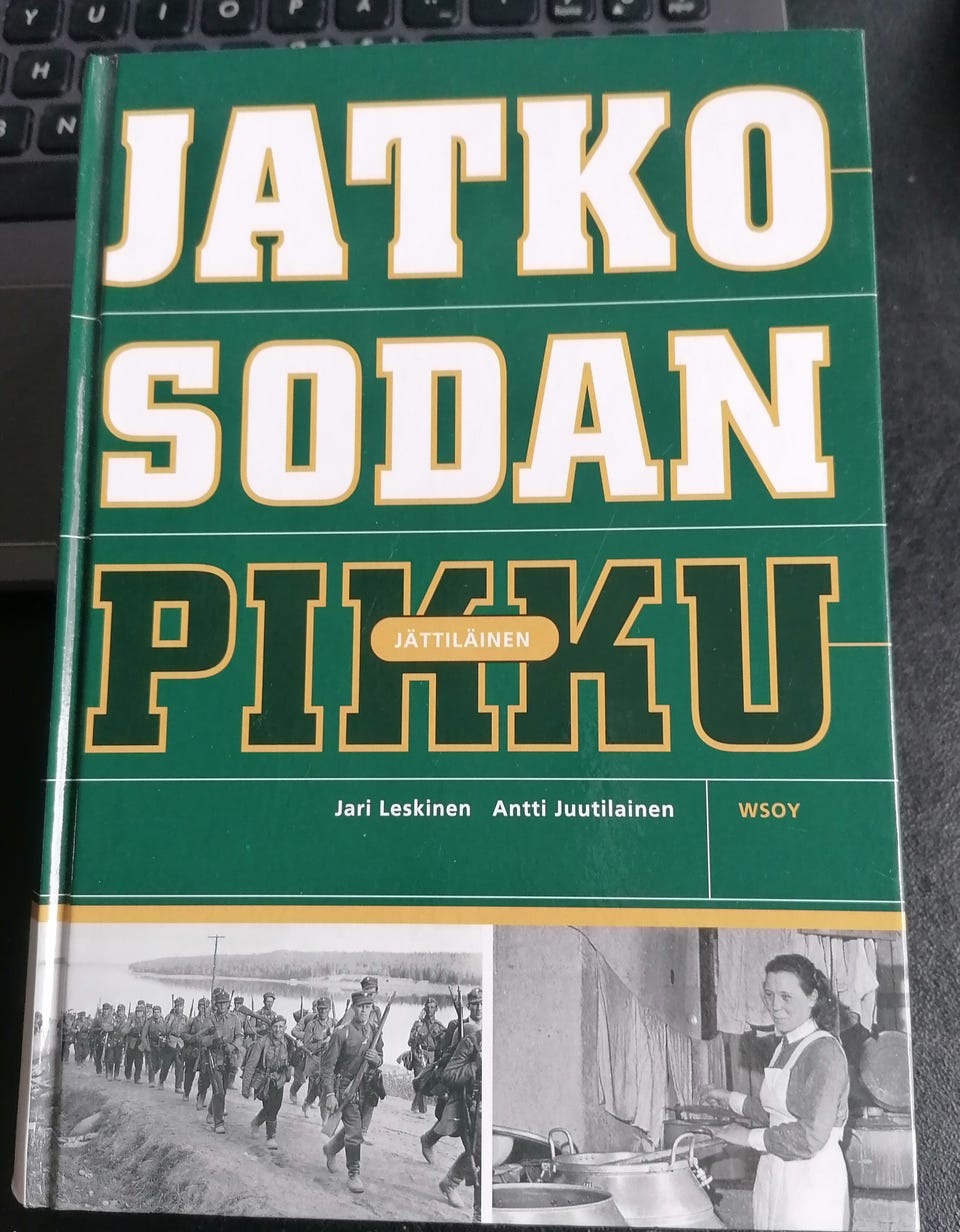 Y U I O P Å
H
B N
JATKO
SODAN
PIKKU
JÄTTILÄINEN
Jari Leskinen Antti Juutilainen WSOY